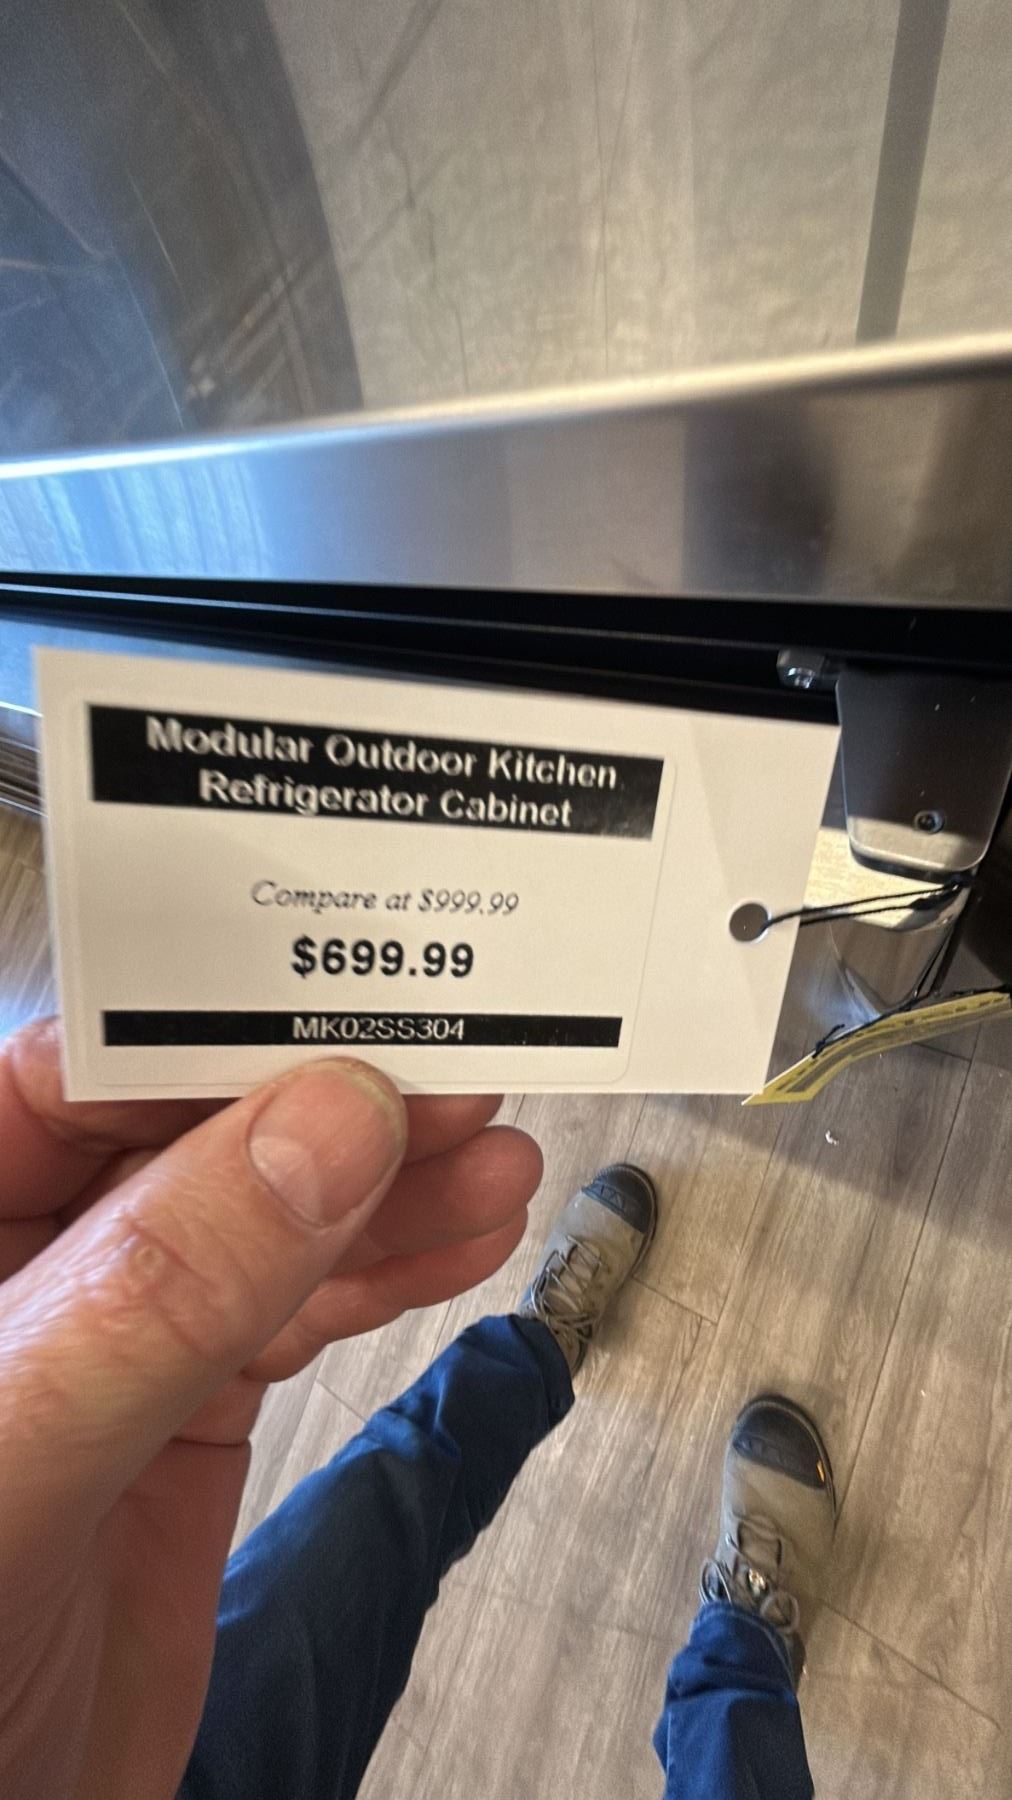 Modular Outdoor Kitchen
Refrigerator Cabinet
Compare at $999.99
$699.99
MK02SS304